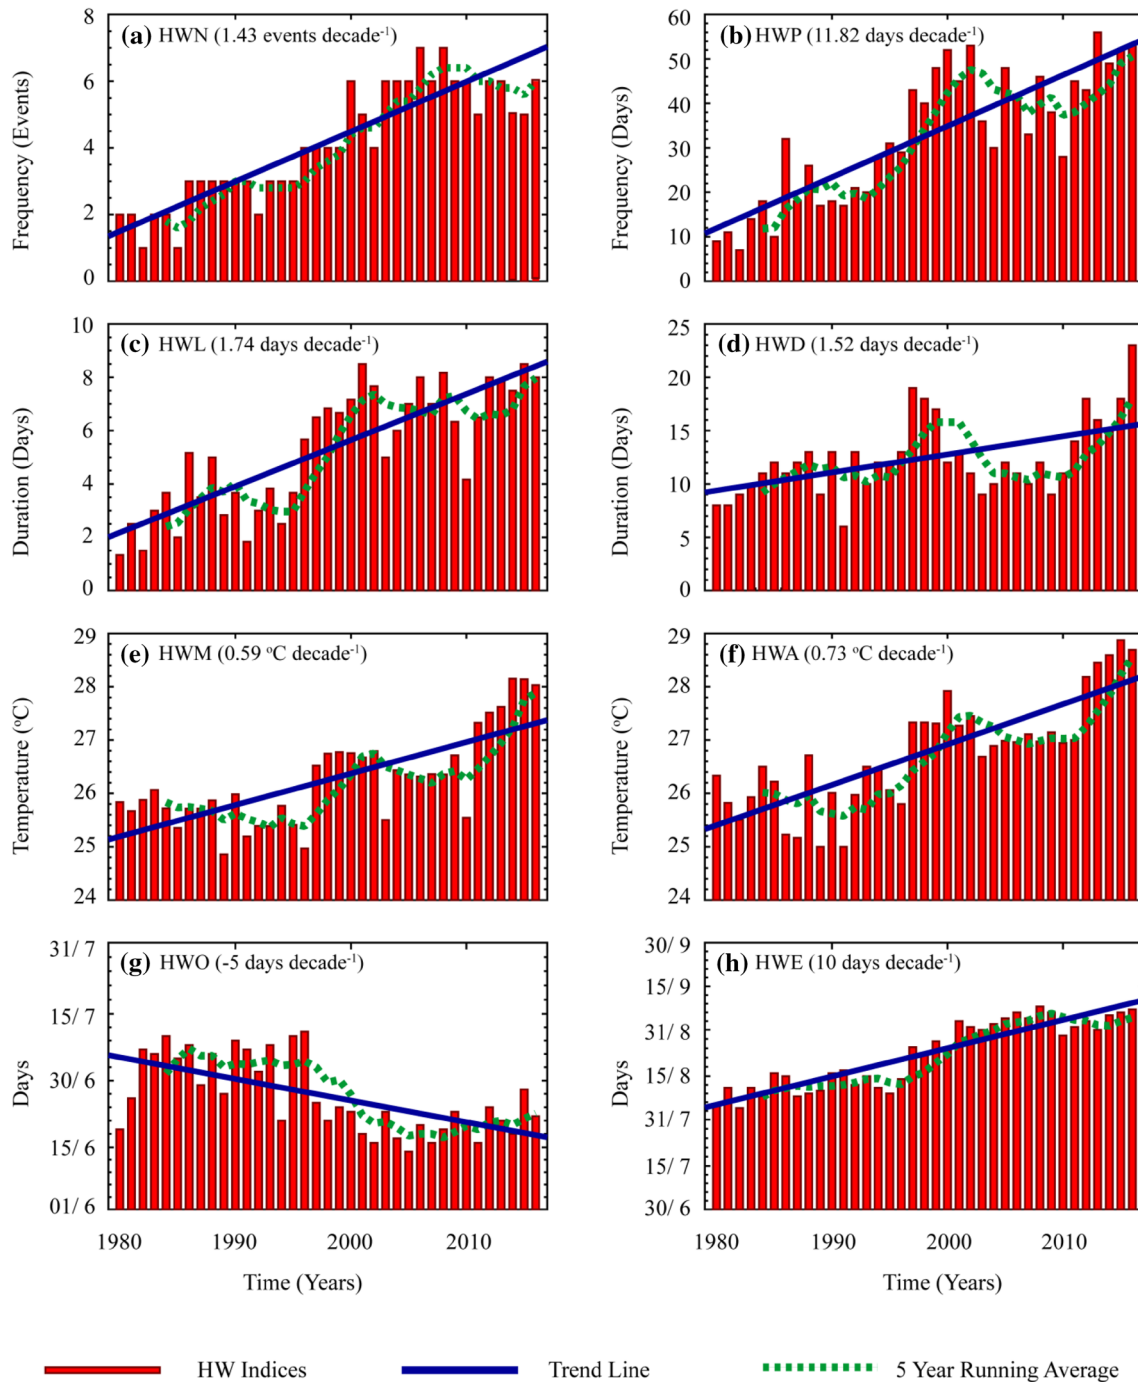 (a) HWN (1.43 events decade⁻¹)
8
6
4
2
0
Frequency (Events)
(b) HWP (11.82 days decade⁻¹)
60
50
40
30
20
10
0
Frequency (Days)
(c) HWL (1.74 days decade⁻¹)
10
8
6
4
2
0
Duration (Days)
(d) HWD (1.52 days decade⁻¹)
25
20
15
10
5
0
Duration (Days)
(e) HWM (0.59 °C decade⁻¹)
29
28
27
26
25
24
Temperature (°C)
(f) HWA (0.73 °C decade⁻¹)
29
28
27
26
25
24
Temperature (°C)
(g) HWO (-5 days decade⁻¹)
31/ 7
15/ 7
30/ 6
15/ 6
01/ 6
Days
1980 1990 2000 2010
Time (Years)
(h) HWE (10 days decade⁻¹)
30/ 9
15/ 9
31/ 8
15/ 8
31/ 7
15/ 7
30/ 6
Days
1980 1990 2000 2010
Time (Years)
HW Indices Trend Line 5 Year Running Average